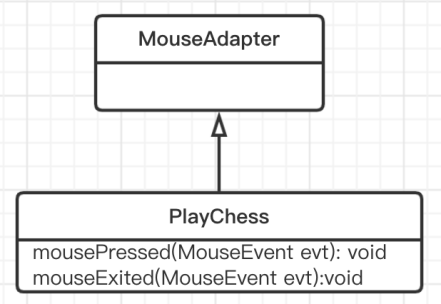 MouseAdapter
PlayChess
mousePressed(MouseEvent evt): void
mouseExited(MouseEvent evt):void